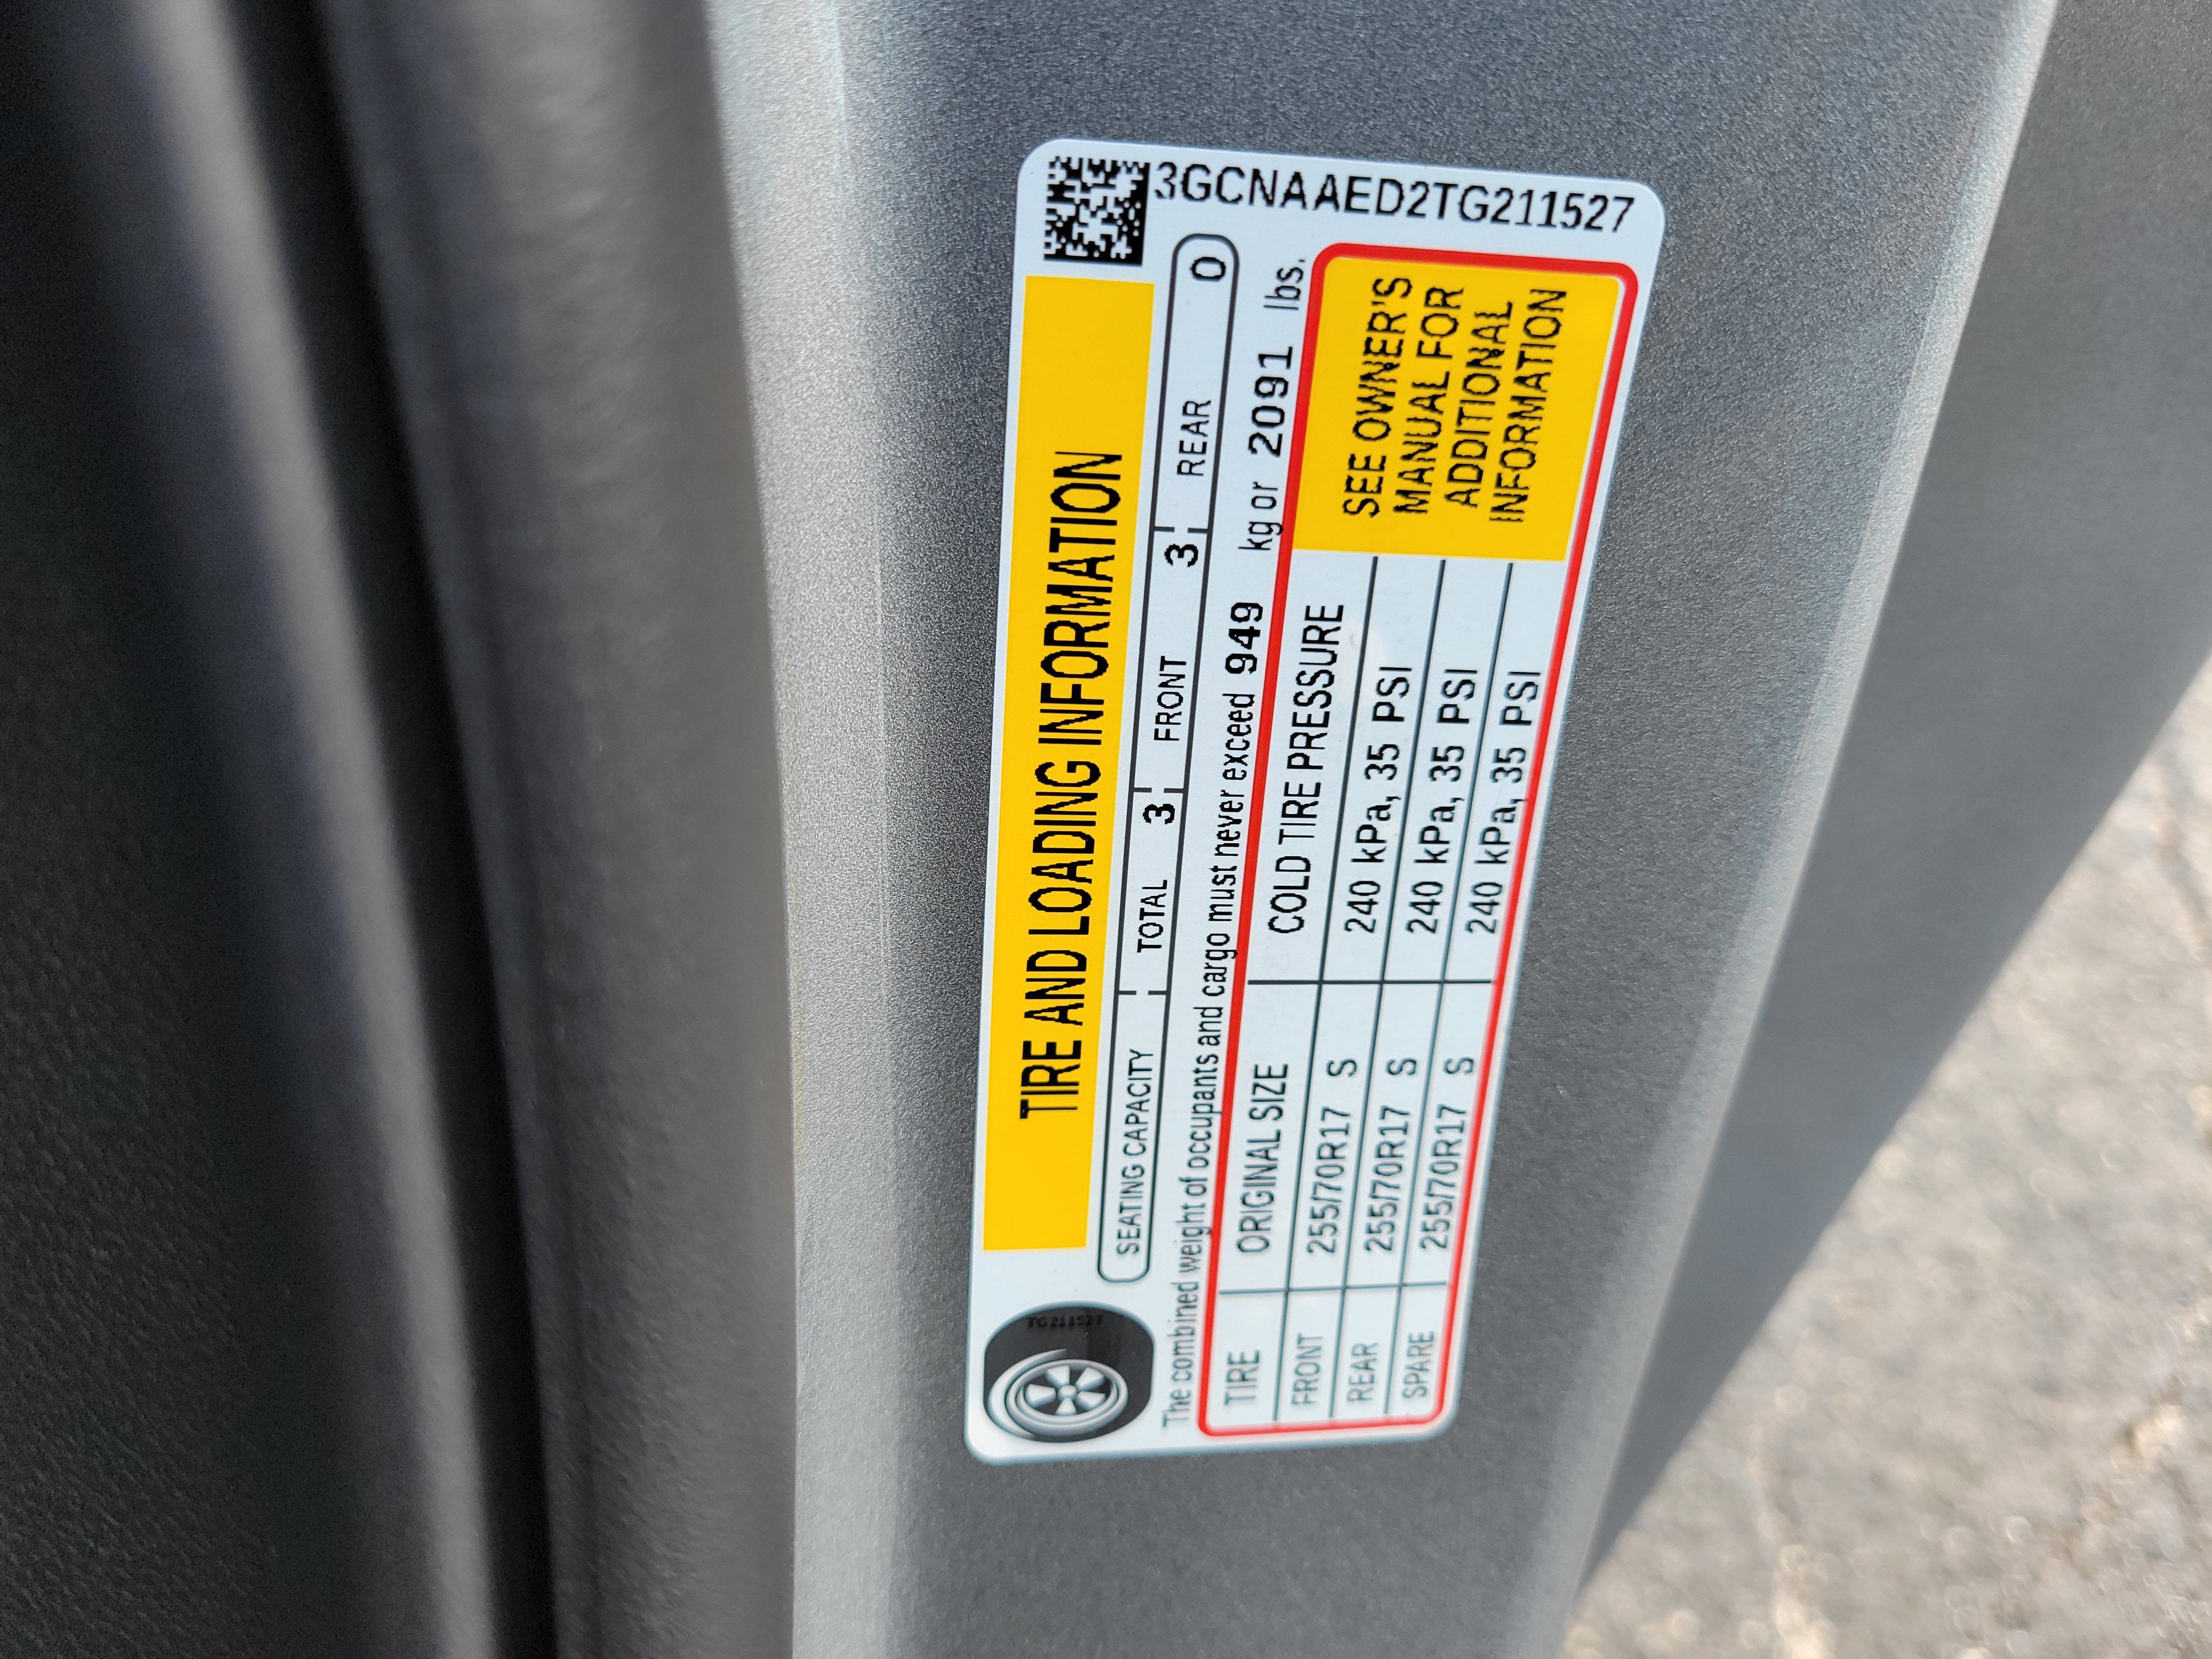 3GCNAAED2TG211527
TIRE AND LOADING INFORMATION
SEATING CAPACITY TOTAL 3 FRONT 3 REAR 0
The combined weight of occupants and cargo must never exceed 949 kg or 2091 lbs.
TIRE ORIGINAL SIZE COLD TIRE PRESSURE
FRONT 255/70R17 S 240 kPa, 35 PSI
REAR 255/70R17 S 240 kPa, 35 PSI
SPARE 255/70R17 S 240 kPa, 35 PSI
SEE OWNER'S
MANUAL FOR
ADDITIONAL
INFORMATION
TG211527